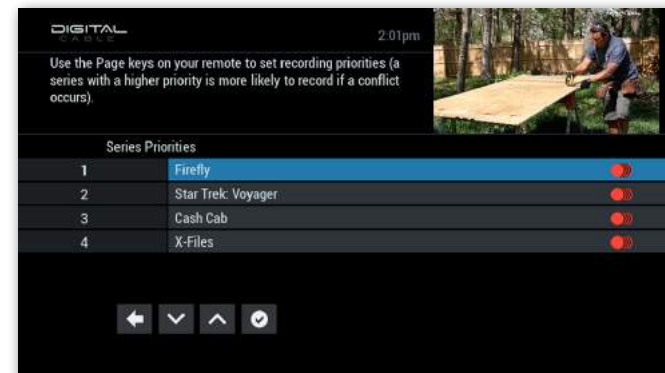 DIGITAL
CABLE
2:01pm
Use the Page keys on your remote to set recording priorities (a
series with a higher priority is more likely to record if a conflict
occurs).
Series Priorities
1 Firefly
2 Star Trek: Voyager
3 Cash Cab
4 X-Files